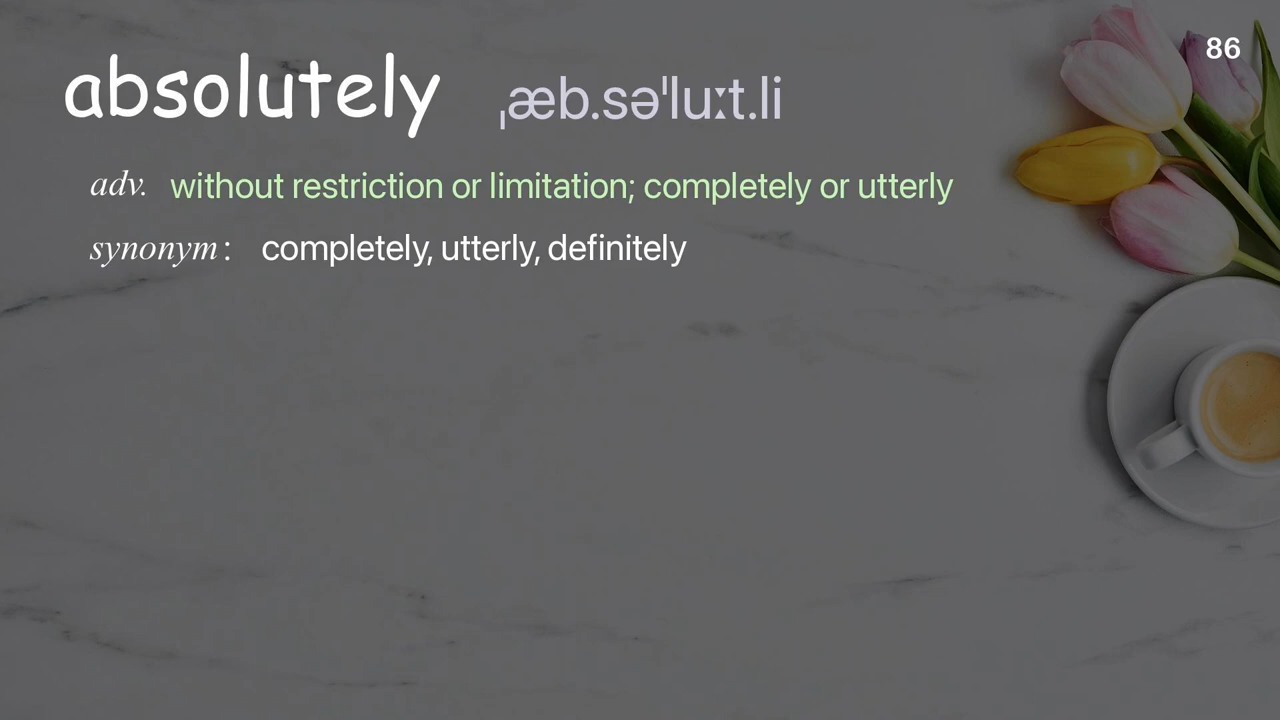 86
absolutely ˌæb.səˈluːt.li
adv. without restriction or limitation; completely or utterly
synonym: completely, utterly, definitely